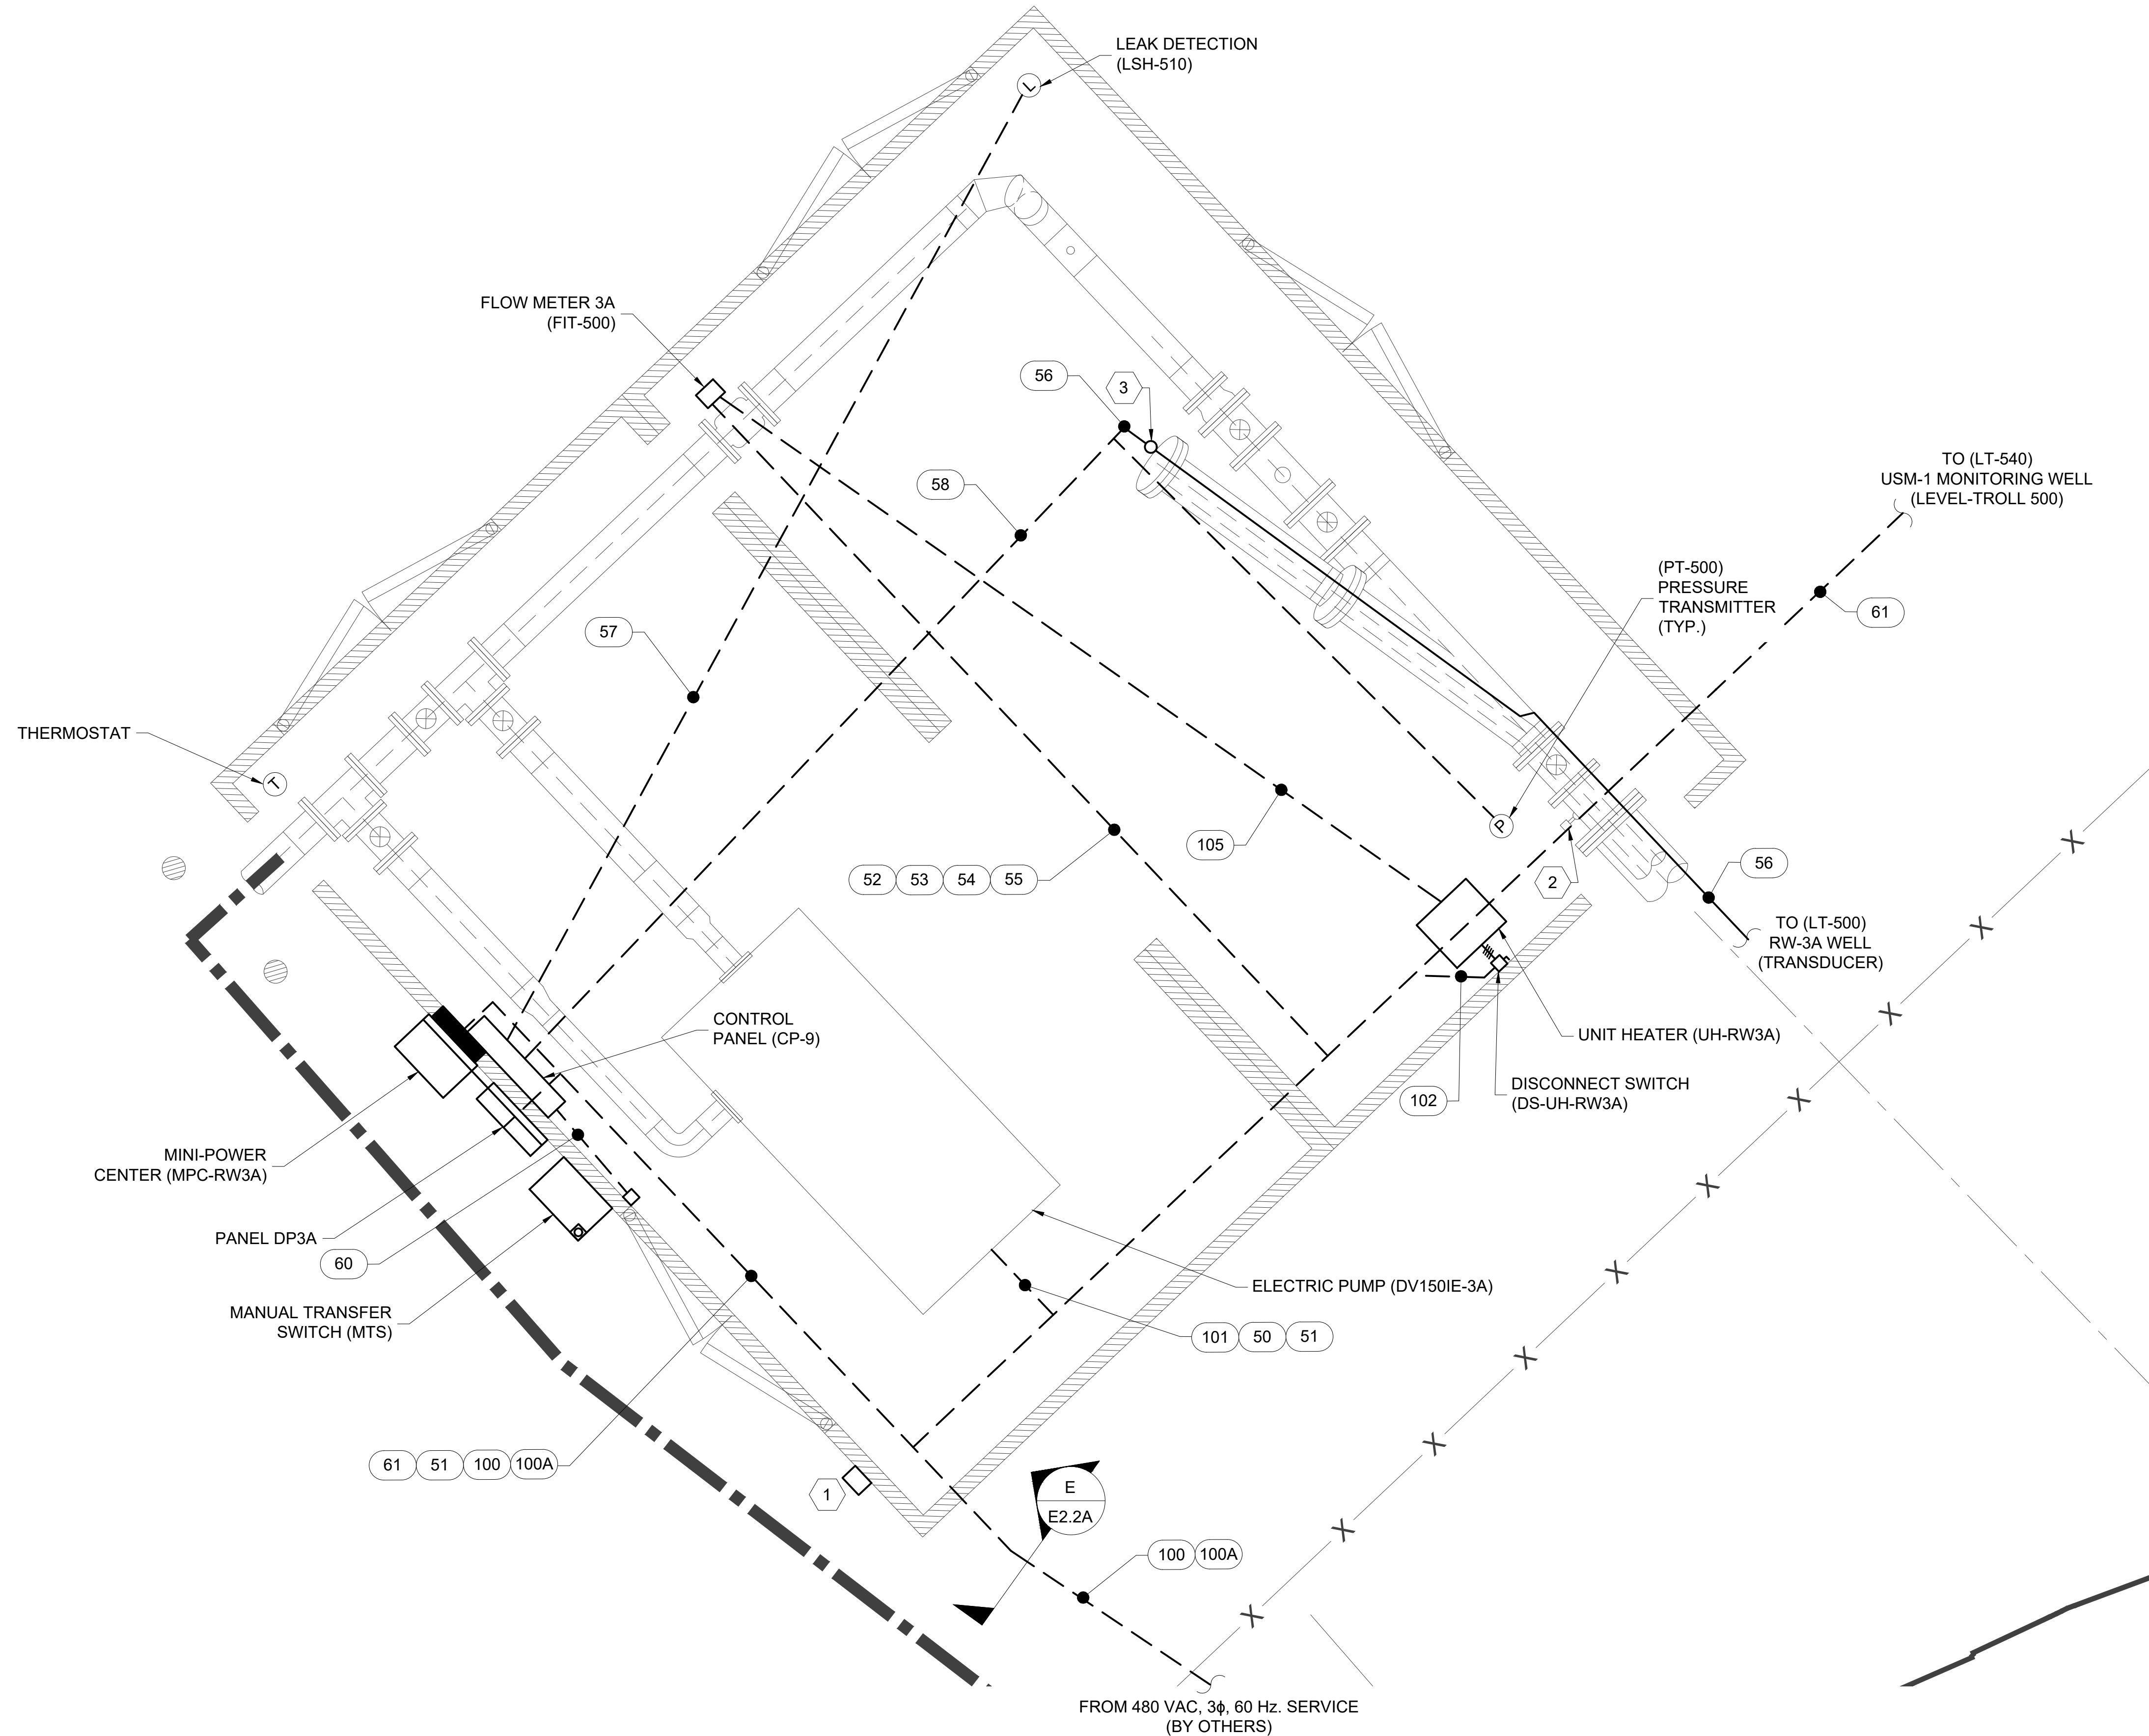 LEAK DETECTION
(LSH-510)
L
FLOW METER 3A
(FIT-500)
56
3
58
TO (LT-540)
USM-1 MONITORING WELL
(LEVEL-TROLL 500)
(PT-500)
PRESSURE
TRANSMITTER
(TYP.)
61
57
THERMOSTAT
T
P
105
52 53 54 55
2
56
TO (LT-500)
RW-3A WELL
(TRANSDUCER)
CONTROL
PANEL (CP-9)
UNIT HEATER (UH-RW3A)
DISCONNECT SWITCH
(DS-UH-RW3A)
102
MINI-POWER
CENTER (MPC-RW3A)
PANEL DP3A
60
MANUAL TRANSFER
SWITCH (MTS)
ELECTRIC PUMP (DV150IE-3A)
101 50 51
61 51 100 100A
1
E
E2.2A
100 100A
X X X X X X X X X X
FROM 480 VAC, 3ϕ, 60 Hz. SERVICE
(BY OTHERS)